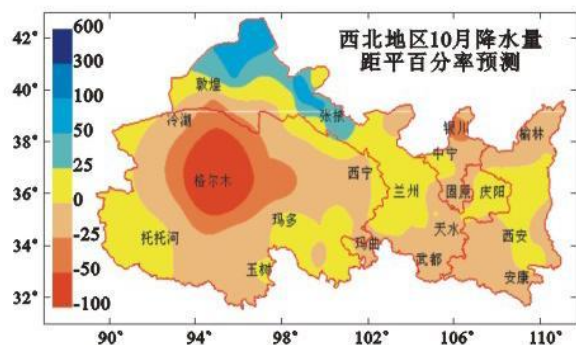 西北地区10月降水量
距平百分率预测
600
300
100
50
25
0
-25
-50
-100
42°
40°
38°
36°
34°
32°
90°
94°
98°
102°
106°
110°
敦煌
冷湖
张掖
银川
榆林
中宁
格尔木
西宁
兰州
固原
庆阳
托托河
玛多
天水
西安
玉树
玛曲
武都
安康